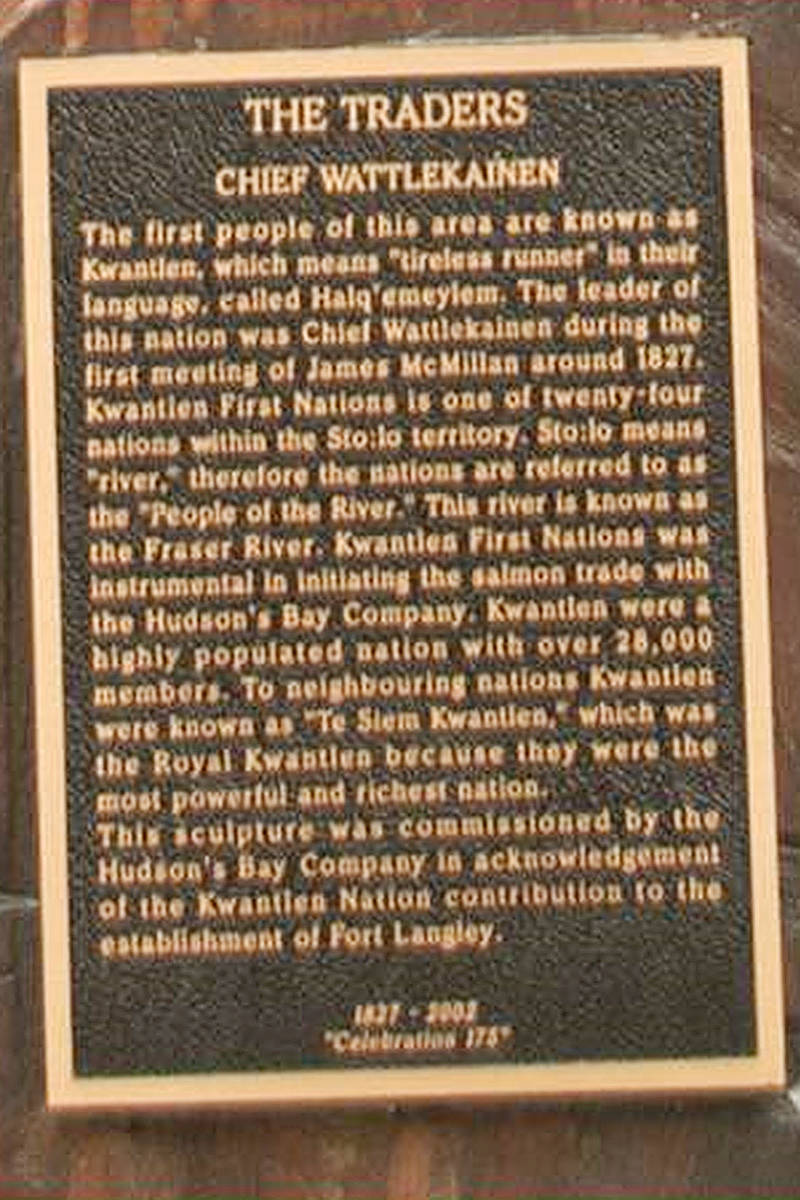 THE TRADERS
CHIEF WATTLEKAINEN
The first people of this area are known as
Kwantlen, which means "tireless runner" in their
language, called Halq'emeylem. The leader of
this nation was Chief Wattlekainen during the
first meeting of James McMillan around 1827.
Kwantlen First Nations is one of twenty-four
nations within the Sto:lo territory. Sto:lo means
"river," therefore the nations are referred to as
the "People of the River." This river is known as
the Fraser River. Kwantlen First Nations was
instrumental in initiating the salmon trade with
the Hudson's Bay Company. Kwantlen were a
highly populated nation with over 28,000
members. To neighbouring nations Kwantlen
were known as "Te Siem Kwantlen," which was
the Royal Kwantlen because they were the
most powerful and richest nation.
This sculpture was commissioned by the
Hudson's Bay Company in acknowledgement
of the Kwantlen Nation contribution to the
establishment of Fort Langley.
1827 - 2002
"Celebration 175"